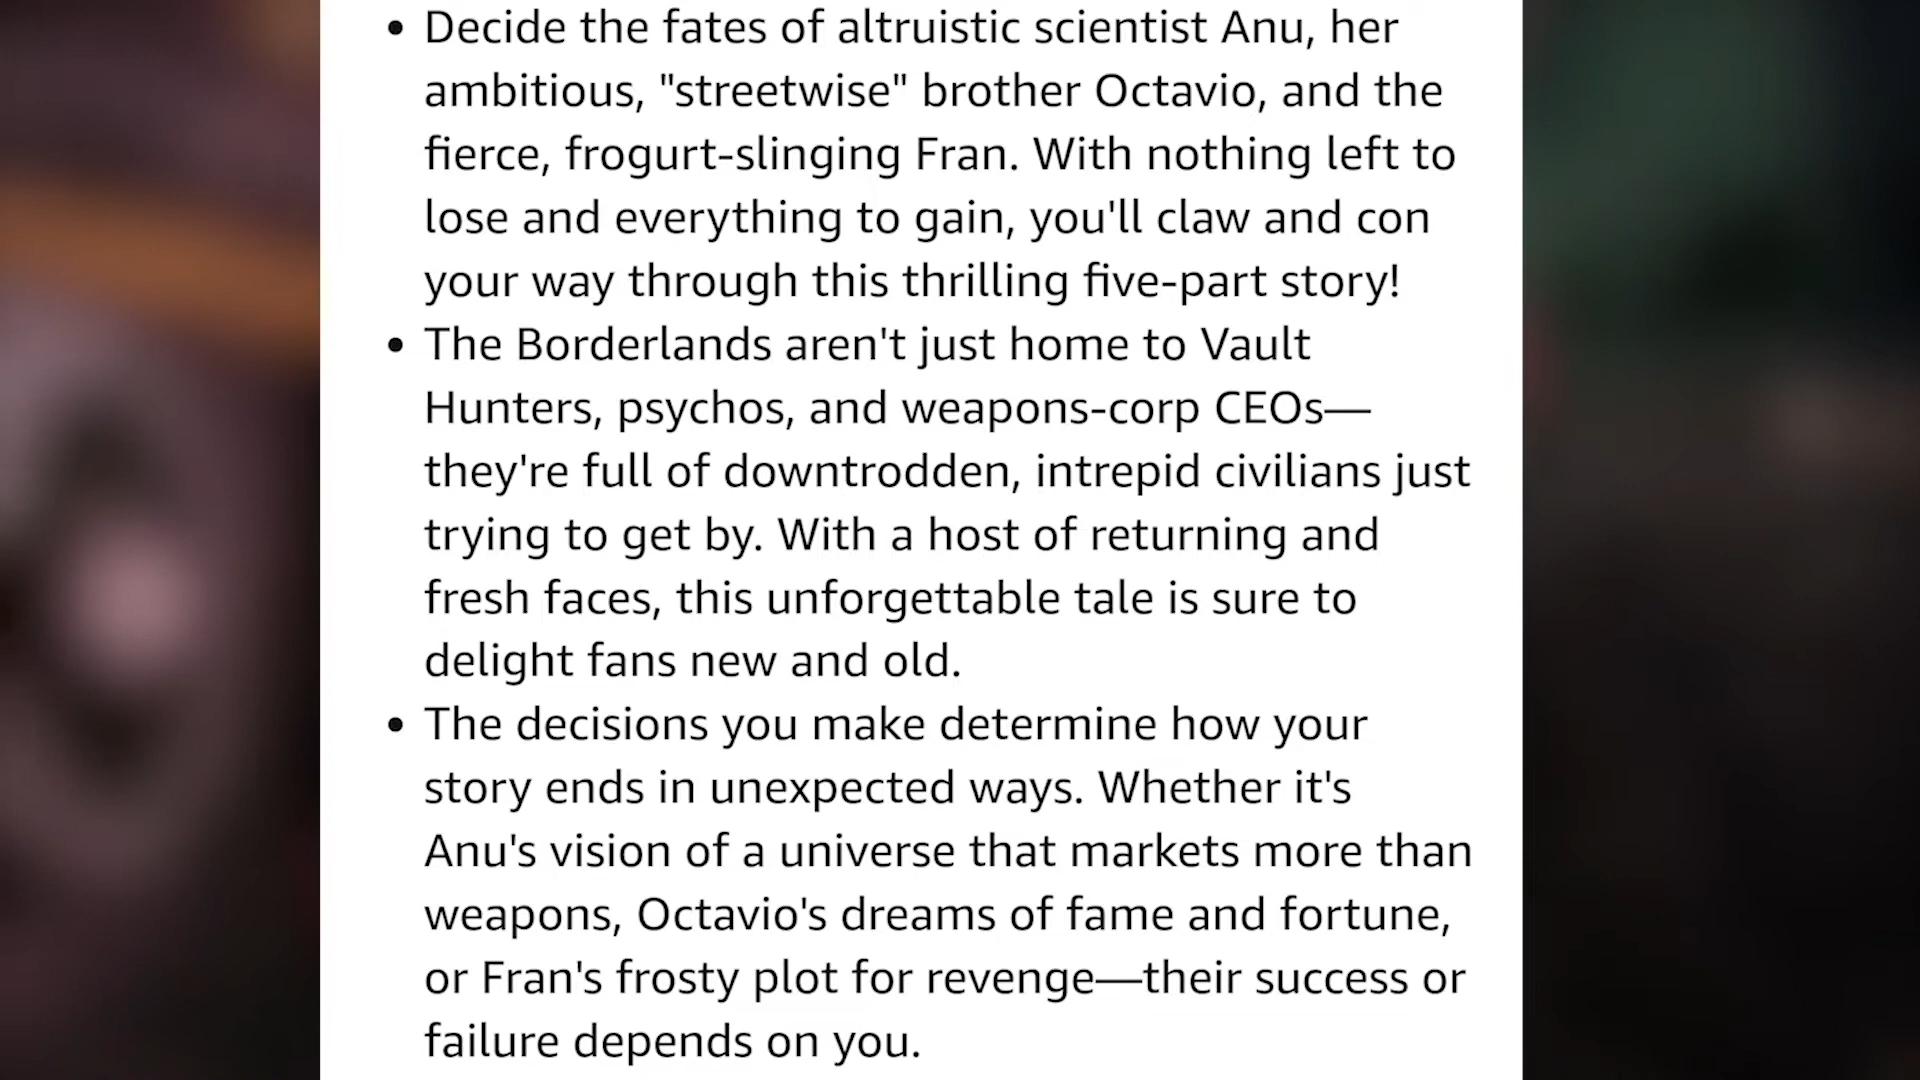 • Decide the fates of altruistic scientist Anu, her
ambitious, "streetwise" brother Octavio, and the
fierce, frogurt-slinging Fran. With nothing left to
lose and everything to gain, you'll claw and con
your way through this thrilling five-part story!
• The Borderlands aren't just home to Vault
Hunters, psychos, and weapons-corp CEOs—
they're full of downtrodden, intrepid civilians just
trying to get by. With a host of returning and
fresh faces, this unforgettable tale is sure to
delight fans new and old.
• The decisions you make determine how your
story ends in unexpected ways. Whether it's
Anu's vision of a universe that markets more than
weapons, Octavio's dreams of fame and fortune,
or Fran's frosty plot for revenge—their success or
failure depends on you.